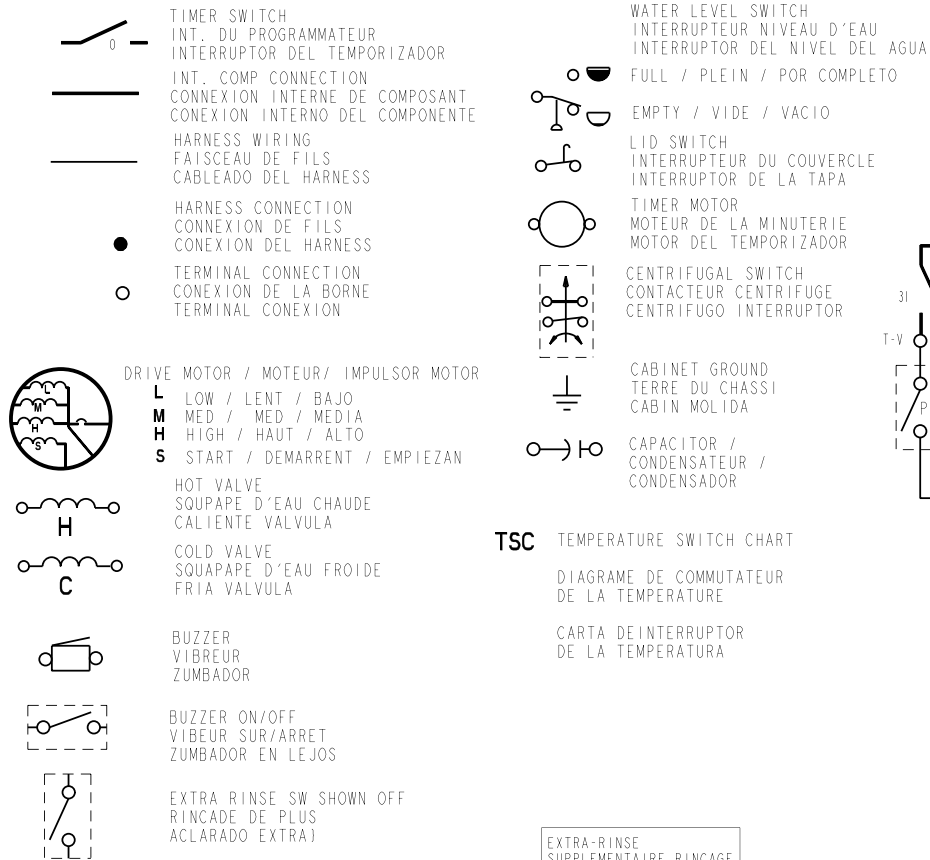 TIMER SWITCH
INT. DU PROGRAMMATEUR
INTERRUPTOR DEL TEMPORIZADOR
0
INT. COMP CONNECTION
CONNEXION INTERNE DE COMPOSANT
CONEXION INTERNO DEL COMPONENTE
HARNESS WIRING
FAISCEAU DE FILS
CABLEADO DEL HARNESS
HARNESS CONNECTION
CONNEXION DE FILS
CONEXION DEL HARNESS
TERMINAL CONNECTION
CONEXION DE LA BORNE
TERMINAL CONEXION
DRIVE MOTOR / MOTEUR/ IMPULSOR MOTOR
L LOW / LENT / BAJO
M MED / MED / MEDIA
H HIGH / HAUT / ALTO
S START / DEMARRENT / EMPIEZAN
L
M
H
S
HOT VALVE
SQUPAPE D'EAU CHAUDE
CALIENTE VALVULA
H
COLD VALVE
SQUAPAPE D'EAU FROIDE
FRIA VALVULA
C
BUZZER
VIBREUR
ZUMBADOR
BUZZER ON/OFF
VIBEUR SUR/ARRET
ZUMBADOR EN LEJOS
EXTRA RINSE SW SHOWN OFF
RINCADE DE PLUS
ACLARADO EXTRA)
WATER LEVEL SWITCH
INTERRUPTEUR NIVEAU D'EAU
INTERRUPTOR DEL NIVEL DEL AGUA
FULL / PLEIN / POR COMPLETO
EMPTY / VIDE / VACIO
LID SWITCH
INTERRUPTEUR DU COUVERCLE
INTERRUPTOR DE LA TAPA
TIMER MOTOR
MOTEUR DE LA MINUTERIE
MOTOR DEL TEMPORIZADOR
CENTRIFUGAL SWITCH
CONTACTEUR CENTRIFUGE
CENTRIFUGO INTERRUPTOR
CABINET GROUND
TERRE DU CHASSI
CABIN MOLIDA
CAPACITOR /
CONDENSATEUR /
CONDENSADOR
TSC TEMPERATURE SWITCH CHART
DIAGRAME DE COMMUTATEUR
DE LA TEMPERATURE
CARTA DEINTERRUPTOR
DE LA TEMPERATURA
31
T-V
P
EXTRA-RINSE
SUPPLEMENTAIRE RINCAGE